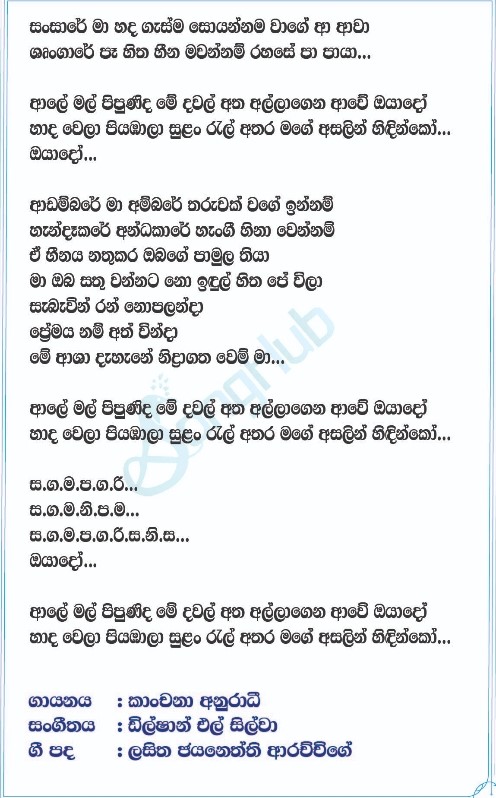 සංසාරේ මා හද ගැස්ම සොයන්නම වාගේ ආ ආවා
ශෘංගාරේ පෑ හිත හීන මවන්නම් රහසේ පා පායා...
ආලේ මල් පිපුණිද මේ දවල් අත අල්ලාගෙන ආවේ ඔයාදෝ
හාද වෙලා පියඹාලා සුළං රැල් අතර මගේ අසලින් හිඳින්කෝ...
ඔයාදෝ...
ආඩම්බරේ මා අම්බරේ තරුවක් වගේ ඉන්නම්
හැන්දෑකරේ අන්ධකාරේ හැංගී හිනා වෙන්නම්
ඒ හීනය නතුකර ඔබගේ පාමුල තියා
මා ඔබ සතු වන්නට නො ඉඳුල් හිත පේ විලා
සැබැවින් රන් නොපලන්දා
ප්‍රේමය නම් අත් වින්දා
මේ ආශා දැහැනේ නිද්‍රාගත වෙමි මා...
ආලේ මල් පිපුණිද මේ දවල් අත අල්ලාගෙන ආවේ ඔයාදෝ
හාද වෙලා පියඹාලා සුළං රැල් අතර මගේ අසලින් හිඳින්කෝ...
ස.ග.ම.ප.ග.රි...
ස.ග.ම.නි.ප.ම...
ස.ග.ම.ප.ග.රි.ස.නි.ස...
ඔයාදෝ...
ආලේ මල් පිපුණිද මේ දවල් අත අල්ලාගෙන ආවේ ඔයාදෝ
හාද වෙලා පියඹාලා සුළං රැල් අතර මගේ අසලින් හිඳින්කෝ...
ගායනය : කාංචනා අනුරාධී
සංගීතය : ඩිල්ෂාන් එල් සිල්වා
ගී පද : ලසිත ජයනෙත්ති ආරච්චිගේ
SongHub